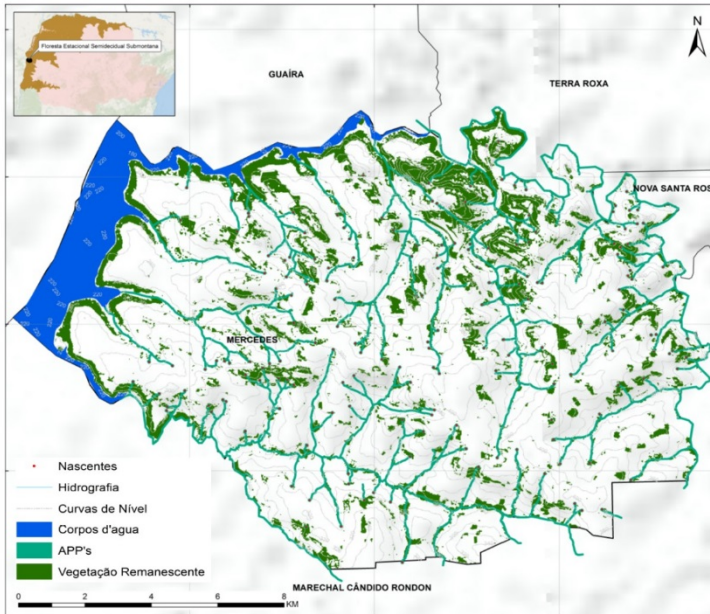 Floresta Estacional Semidecidual Submontana
N
GUAÍRA
TERRA ROXA
NOVA SANTA ROS
MERCEDES
Nascentes
Hidrografia
Curvas de Nível
Corpos d'agua
APP's
Vegetação Remanescente
MARECHAL CÂNDIDO RONDON
0 2 4 6 8
KM